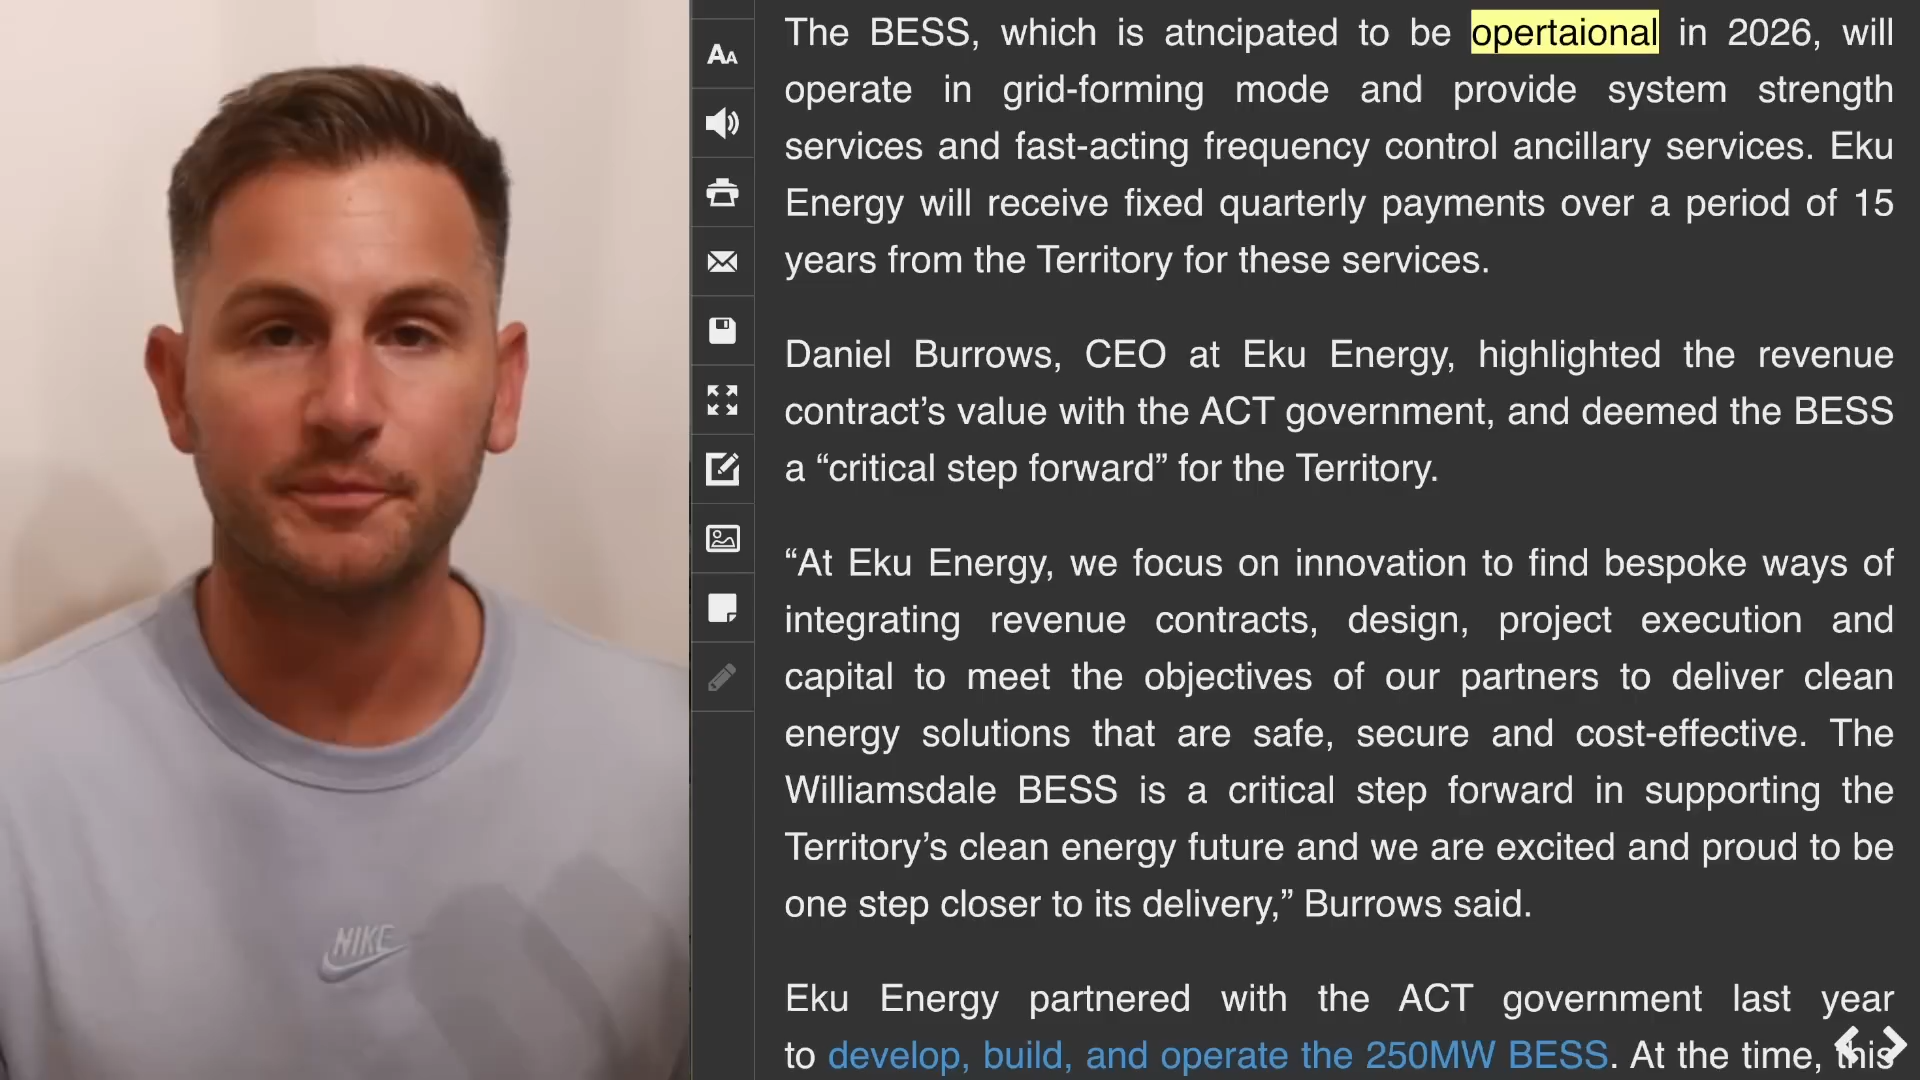 NIKE
AA
The BESS, which is atncipated to be opertaional in 2026, will
operate in grid-forming mode and provide system strength
services and fast-acting frequency control ancillary services. Eku
Energy will receive fixed quarterly payments over a period of 15
years from the Territory for these services.
Daniel Burrows, CEO at Eku Energy, highlighted the revenue
contract’s value with the ACT government, and deemed the BESS
a “critical step forward” for the Territory.
“At Eku Energy, we focus on innovation to find bespoke ways of
integrating revenue contracts, design, project execution and
capital to meet the objectives of our partners to deliver clean
energy solutions that are safe, secure and cost-effective. The
Williamsdale BESS is a critical step forward in supporting the
Territory’s clean energy future and we are excited and proud to be
one step closer to its delivery,” Burrows said.
Eku Energy partnered with the ACT government last year
to develop, build, and operate the 250MW BESS. At the time, this